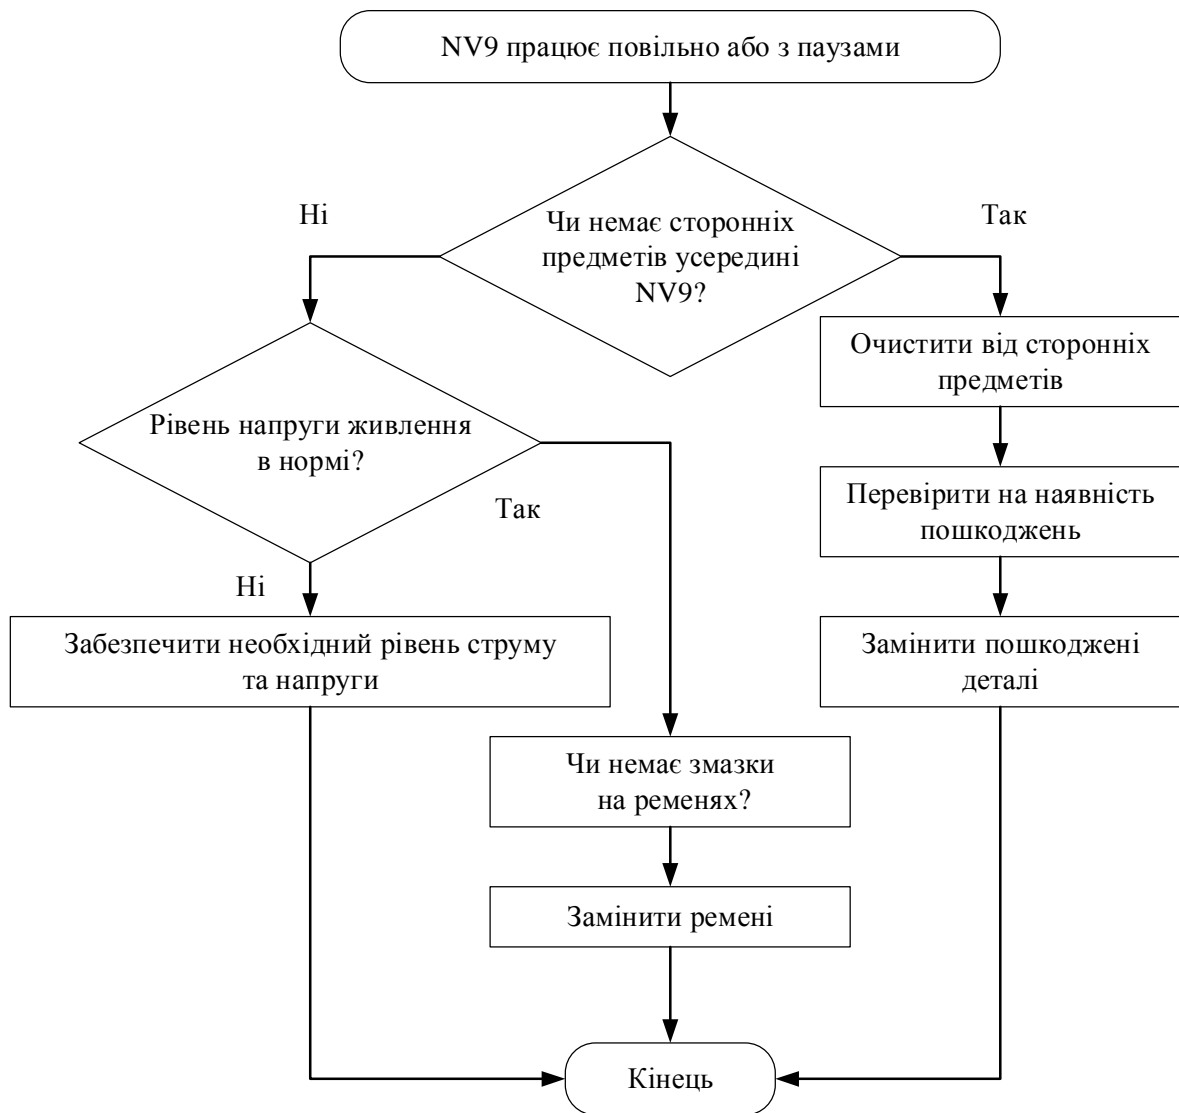 NV9 працює повільно або з паузами
Ні
Чи немає сторонніх
предметів усередині
NV9?
Так
Очистити від сторонніх
предметів
Рівень напруги живлення
в нормі?
Так
Перевірити на наявність
пошкоджень
Ні
Забезпечити необхідний рівень струму
та напруги
Замінити пошкоджені
деталі
Чи немає змазки
на ременях?
Замінити ремені
Кінець